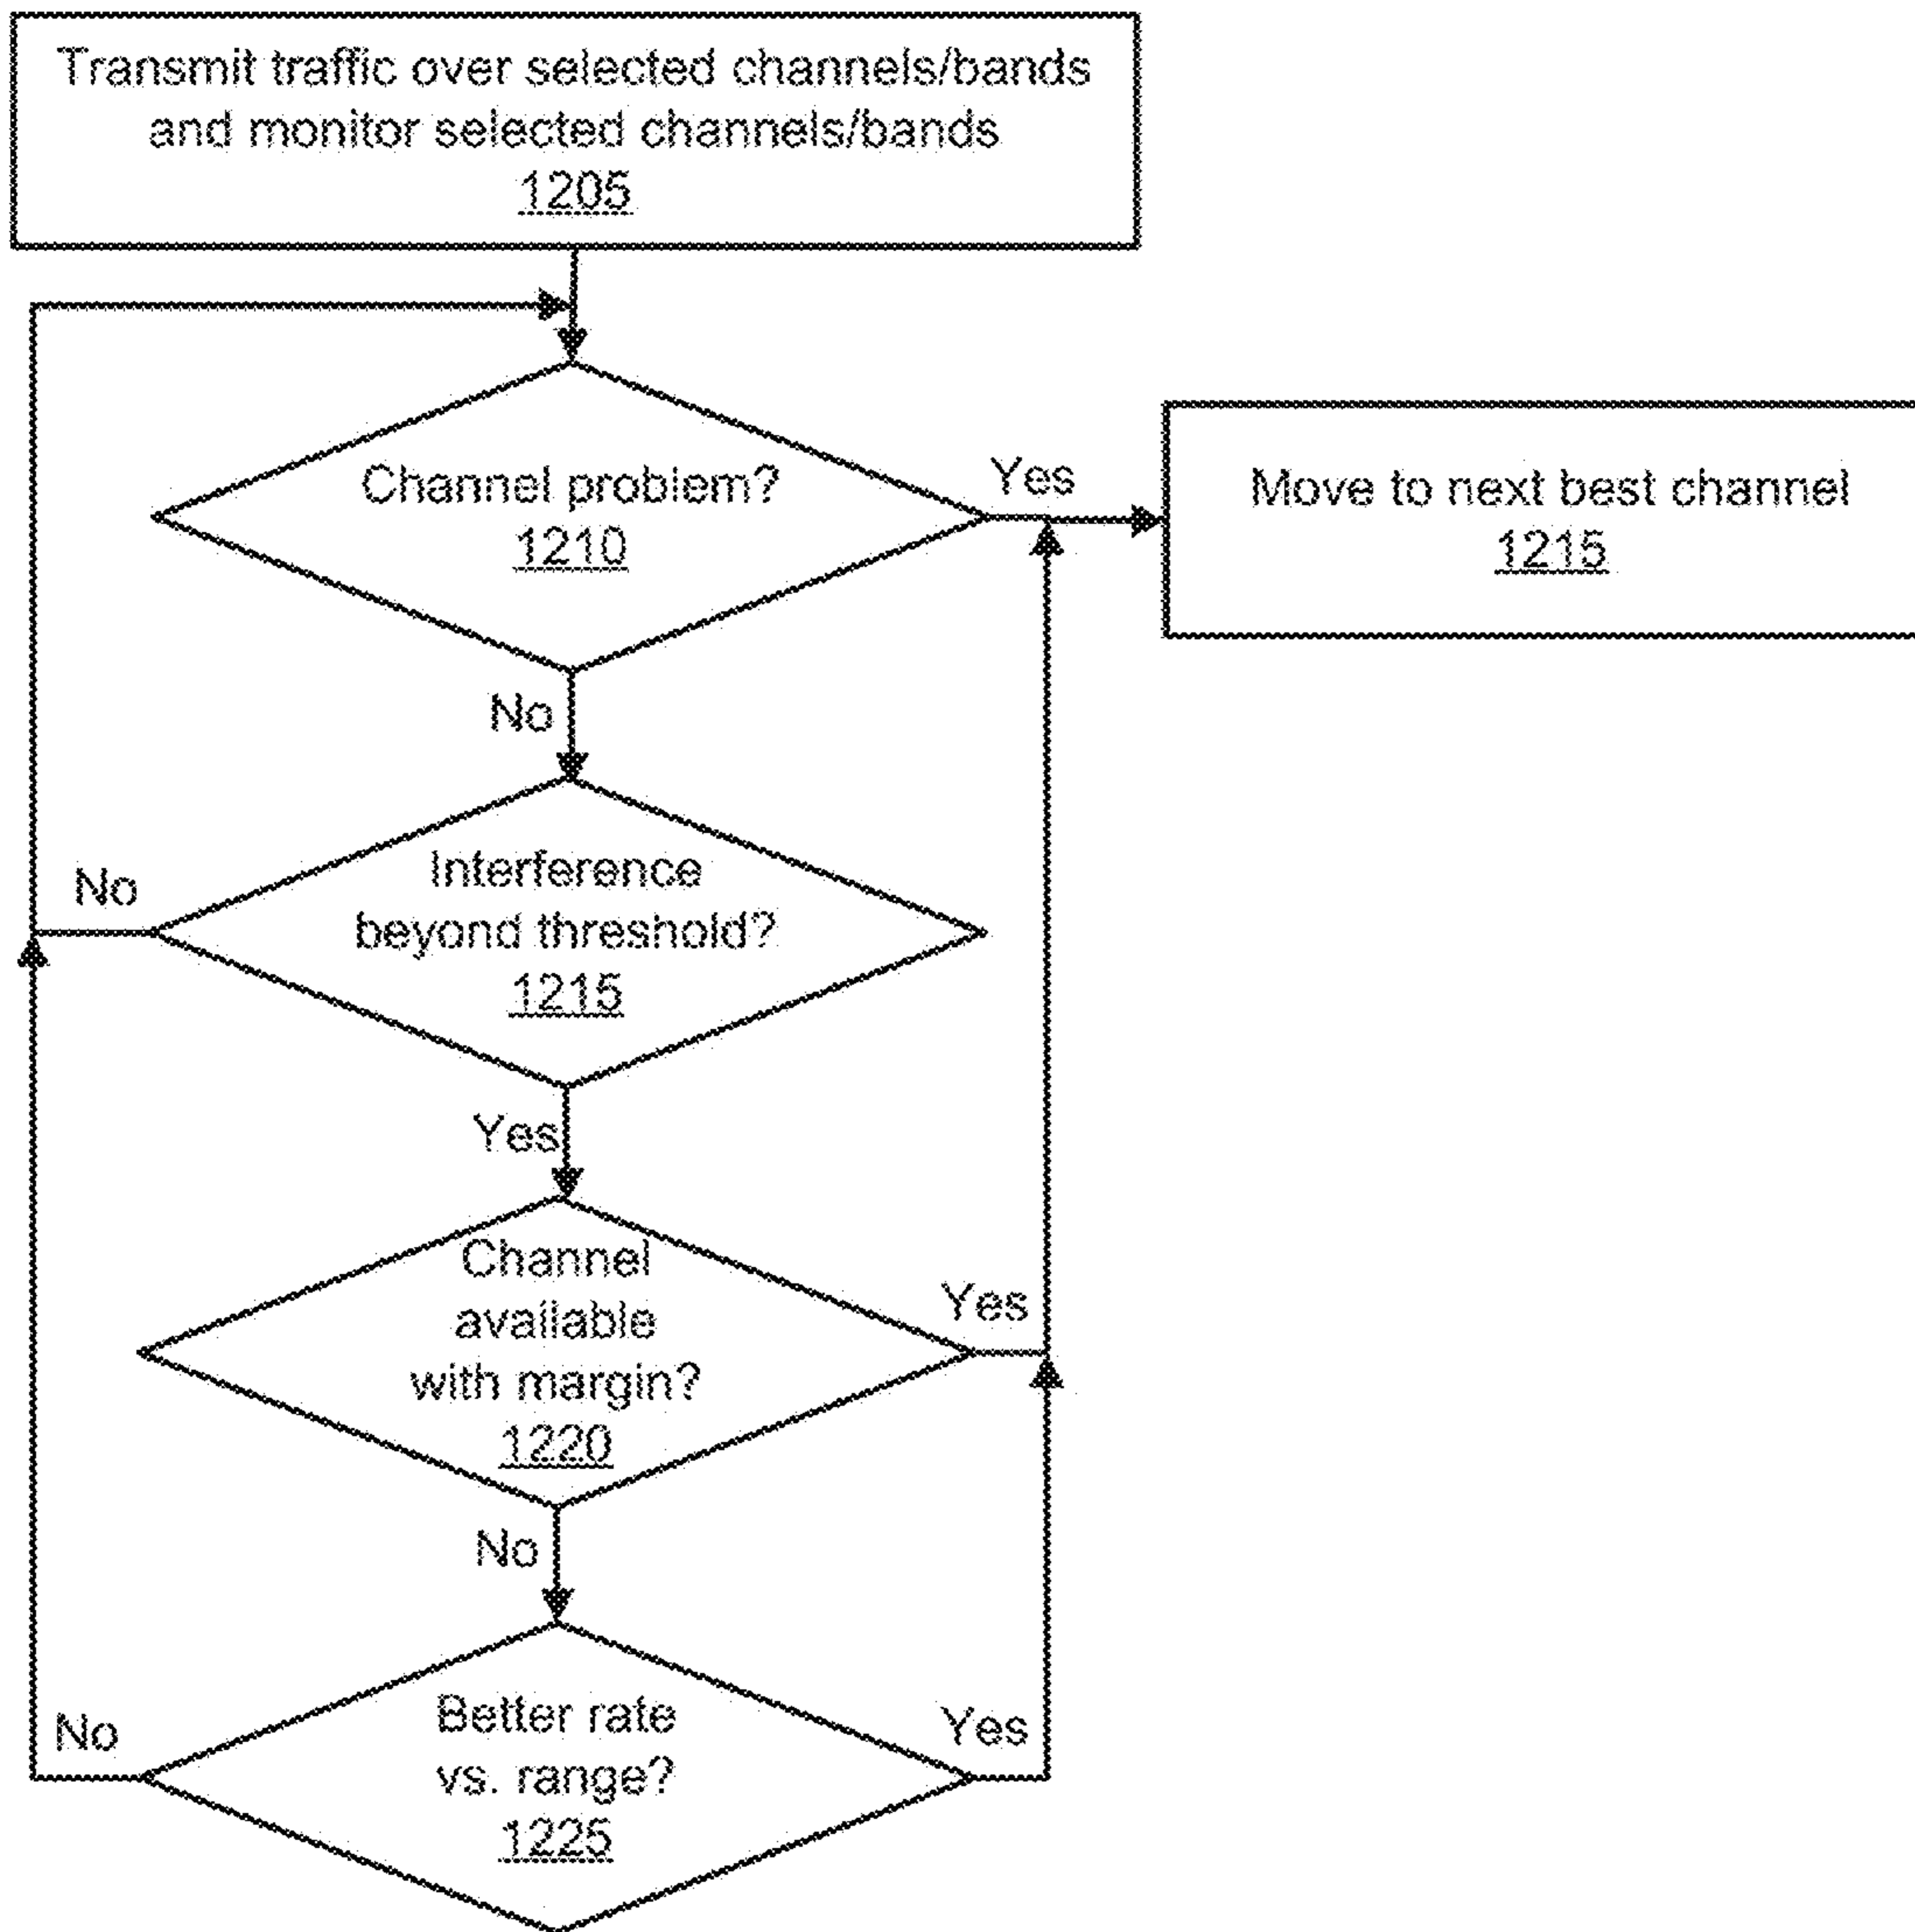 Transmit traffic over selected channels/bands
and monitor selected channels/bands
1205
Channel problem?
1210
Yes
Move to next best channel
1215
No
Interference
beyond threshold?
1215
No
Yes
Channel
available
with margin?
1220
Yes
No
Better rate
vs. range?
1225
No
Yes